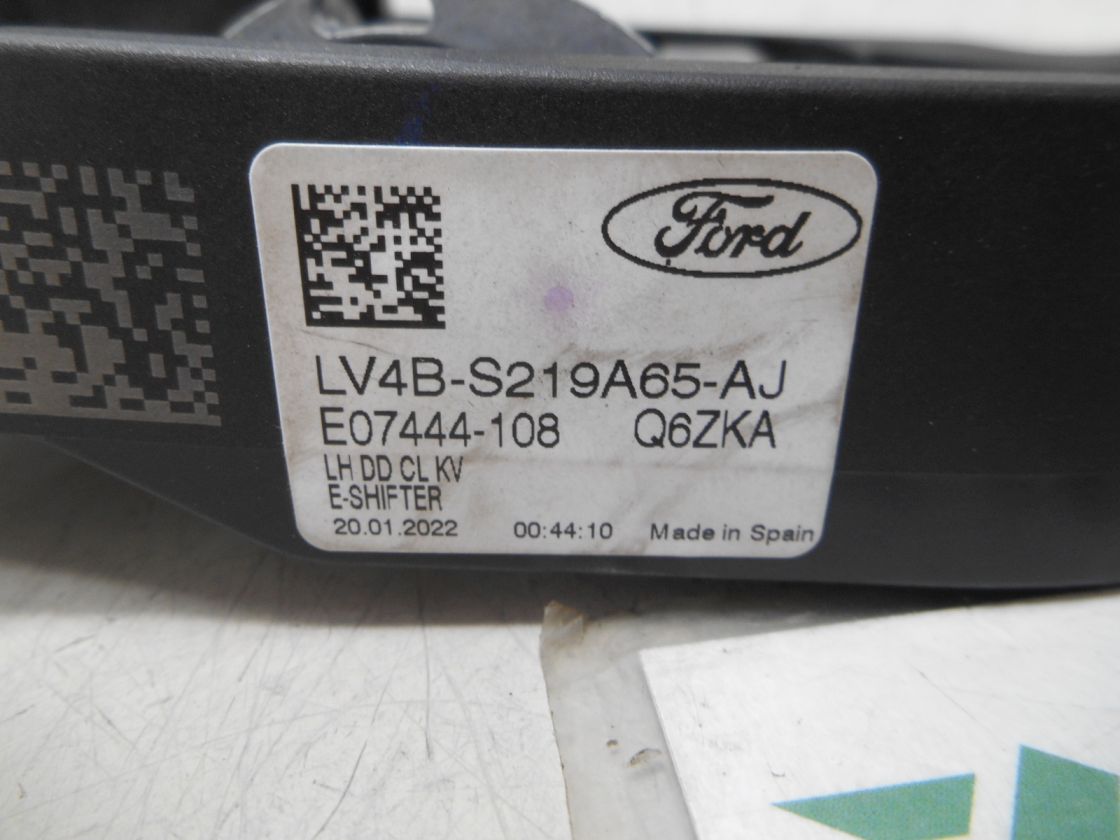 Ford
LV4B-S219A65-AJ
E07444-108 Q6ZKA
LH DD CL KV
E-SHIFTER
20.01.2022 00:44:10 Made in Spain